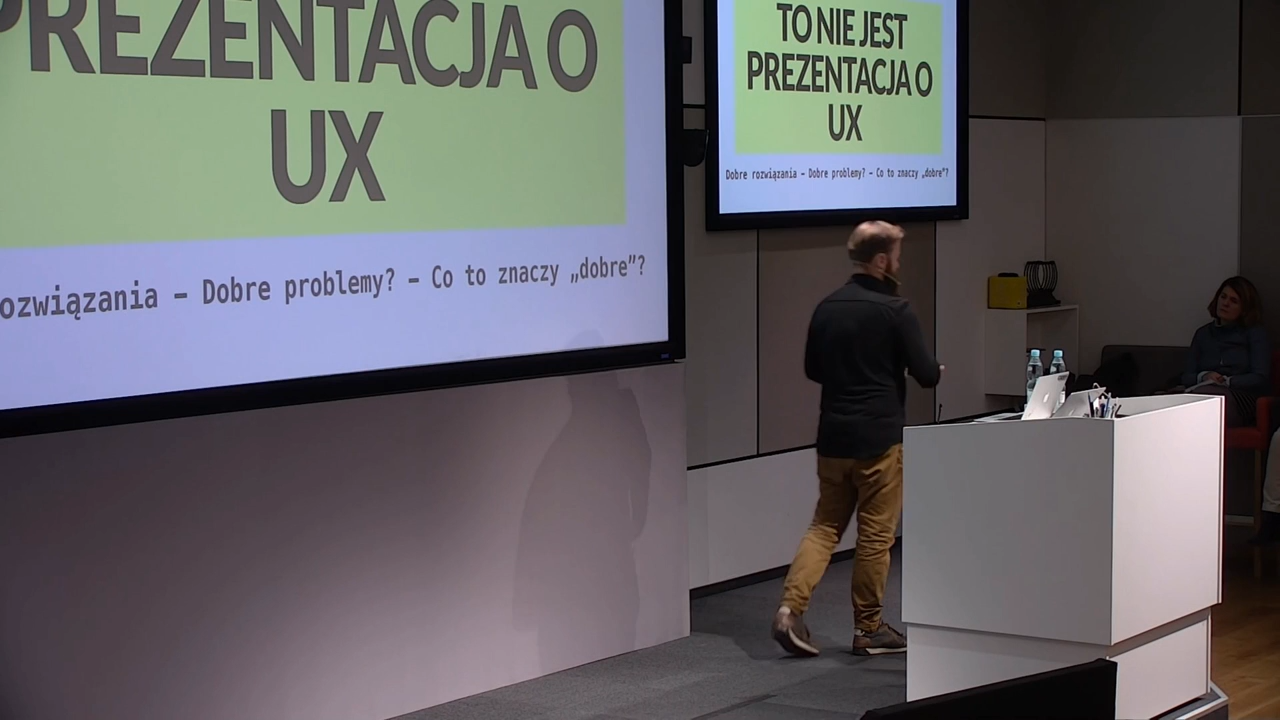 PREZENTACJA O
UX
ozwiązania – Dobre problemy? – Co to znaczy „dobre”?
TO NIE JEST
PREZENTACJA O
UX
Dobre rozwiązania – Dobre problemy? – Co to znaczy „dobre”?